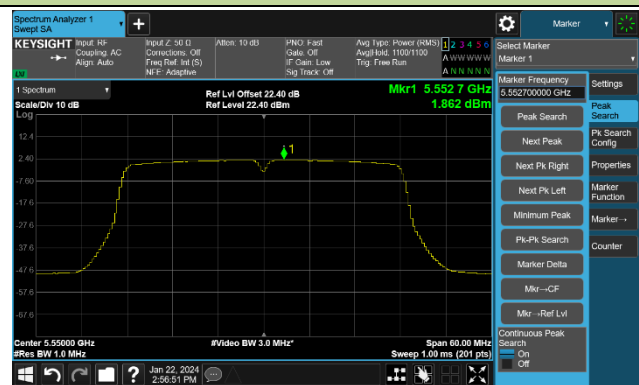 Spectrum Analyzer 1
Swept SA
+
Marker
KEYSIGHT
Input: RF
Coupling: AC
Align: Auto
Input Z: 50 Ω
Corrections: Off
Freq Ref: Int (S)
NFE: Adaptive
Atten: 10 dB
PNO: Fast
Gate: Off
IF Gain: Low
Sig Track: Off
Avg Type: Power (RMS)
Avg|Hold: 1100/1100
Trig: Free Run
1 2 3 4 5 6
A W W W W W
A N N N N N
LXI
Select Marker
Marker 1
1 Spectrum
Scale/Div 10 dB
Log
Ref Lvl Offset 22.40 dB
Ref Level 22.40 dBm
Mkr1 5.552 7 GHz
1.862 dBm
12.4
2.40
-7.60
-17.6
-27.6
-37.6
-47.6
-57.6
-67.6
1
Center 5.55000 GHz
#Res BW 1.0 MHz
#Video BW 3.0 MHz*
Span 60.00 MHz
Sweep 1.00 ms (201 pts)
Marker Frequency
5.552700000 GHz
Peak Search
Next Peak
Next Pk Right
Next Pk Left
Minimum Peak
Pk-Pk Search
Marker Delta
Mkr→CF
Mkr→Ref Lvl
Continuous Peak
Search
On
Off
Settings
Peak
Search
Pk Search
Config
Properties
Marker
Function
Marker→
Counter
?
Jan 22, 2024
2:56:51 PM